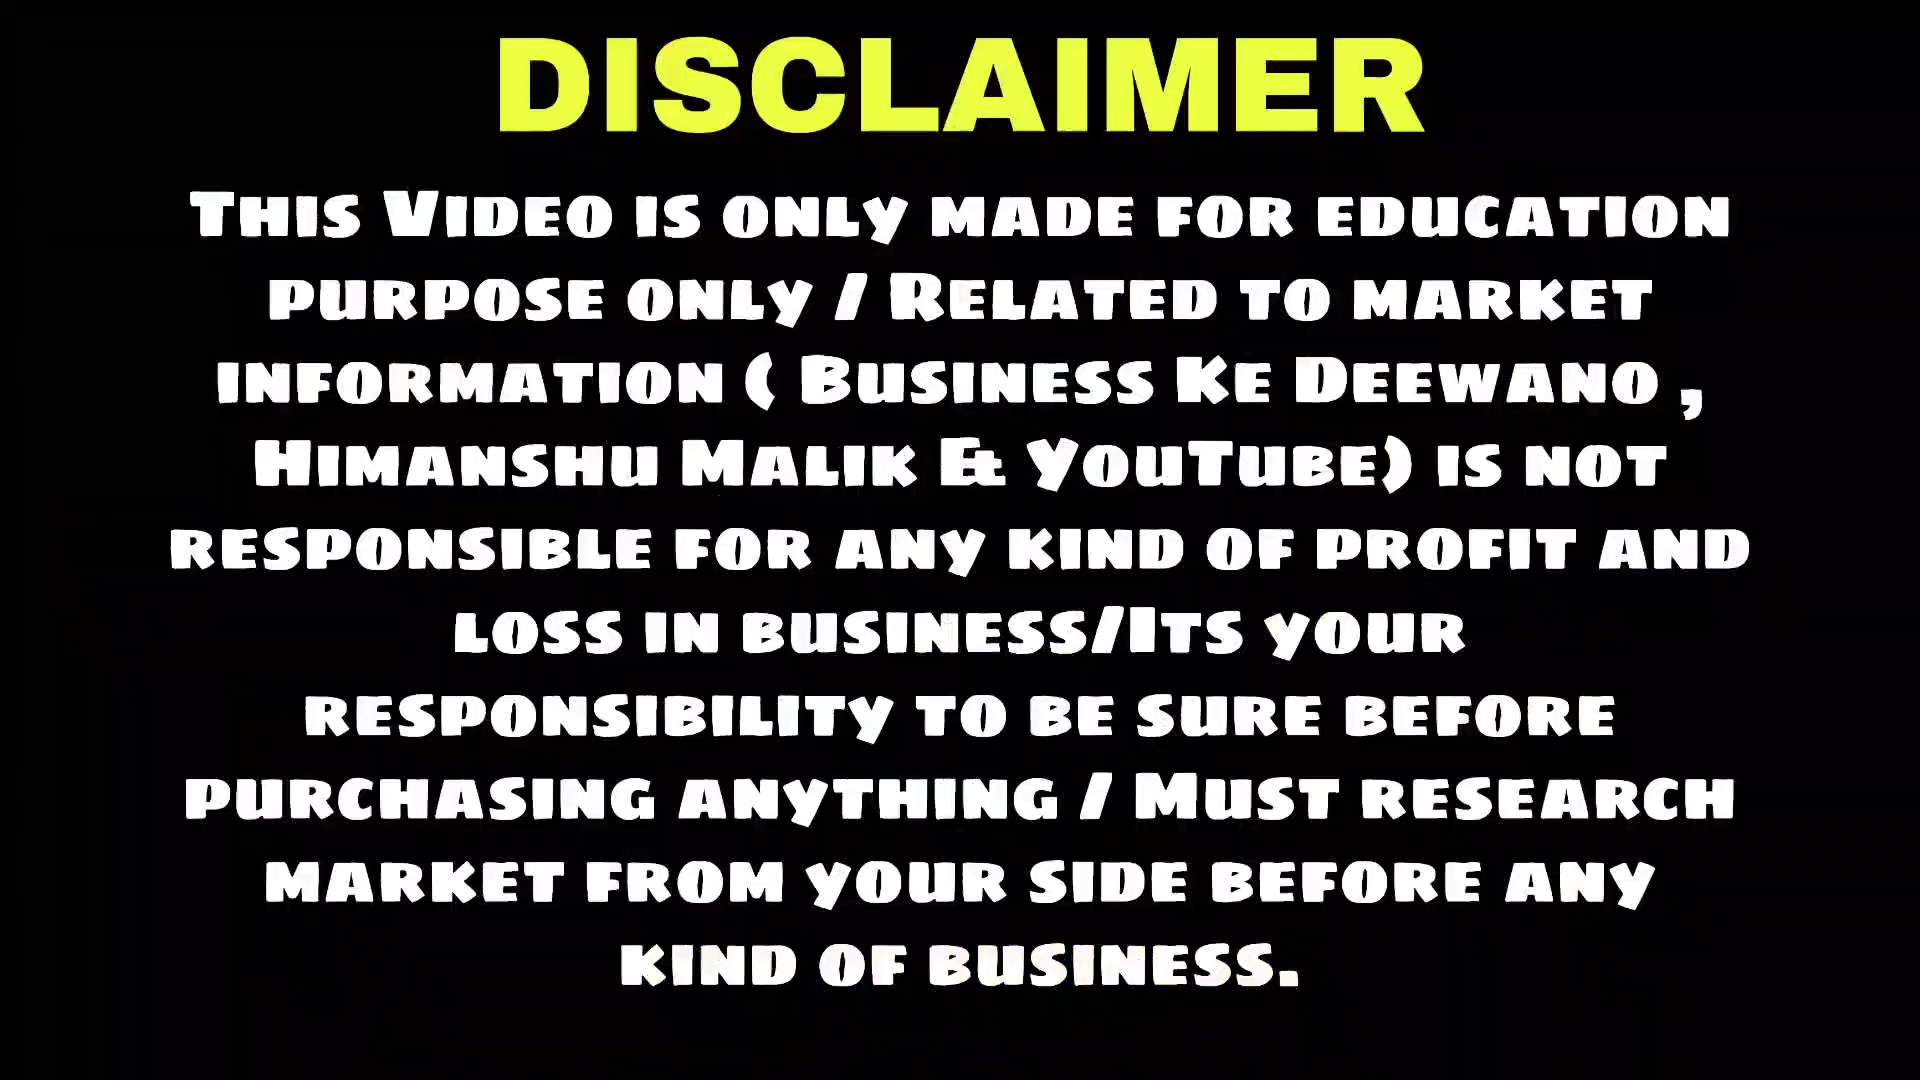 DISCLAIMER
This Video is only made for education
purpose only / Related to market
information ( Business Ke Deewano ,
Himanshu Malik & YouTube) is not
responsible for any kind of profit and
loss in business/Its your
responsibility to be sure before
purchasing anything / Must research
market from your side before any
kind of business.